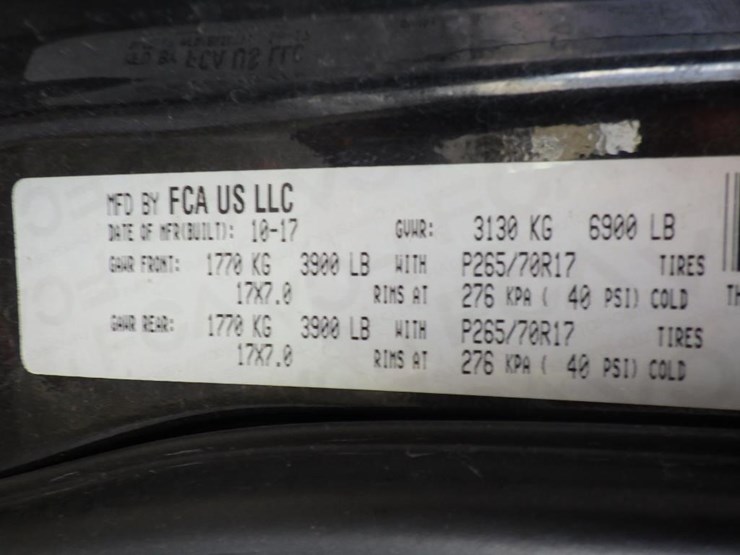 MFD BY FCA US LLC
DATE OF MFR(BUILT): 10-17 GVWR: 3130 KG 6900 LB
GAWR FRONT: 1770 KG 3900 LB WITH P265/70R17 TIRES
17X7.0 RIMS AT 276 KPA ( 40 PSI) COLD
GAWR REAR: 1770 KG 3900 LB WITH P265/70R17 TIRES
17X7.0 RIMS AT 276 KPA ( 40 PSI) COLD